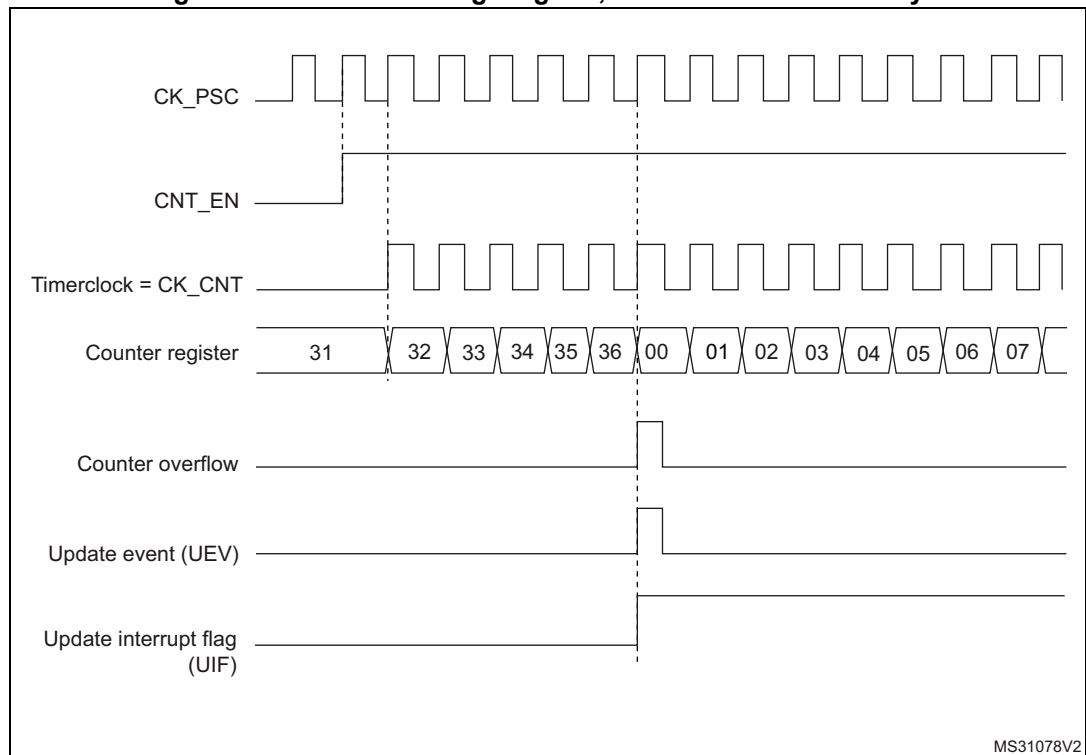 CK_PSC
CNT_EN
Timerclock = CK_CNT
Counter register 31 32 33 34 35 36 00 01 02 03 04 05 06 07
Counter overflow
Update event (UEV)
Update interrupt flag
(UIF)
MS31078V2